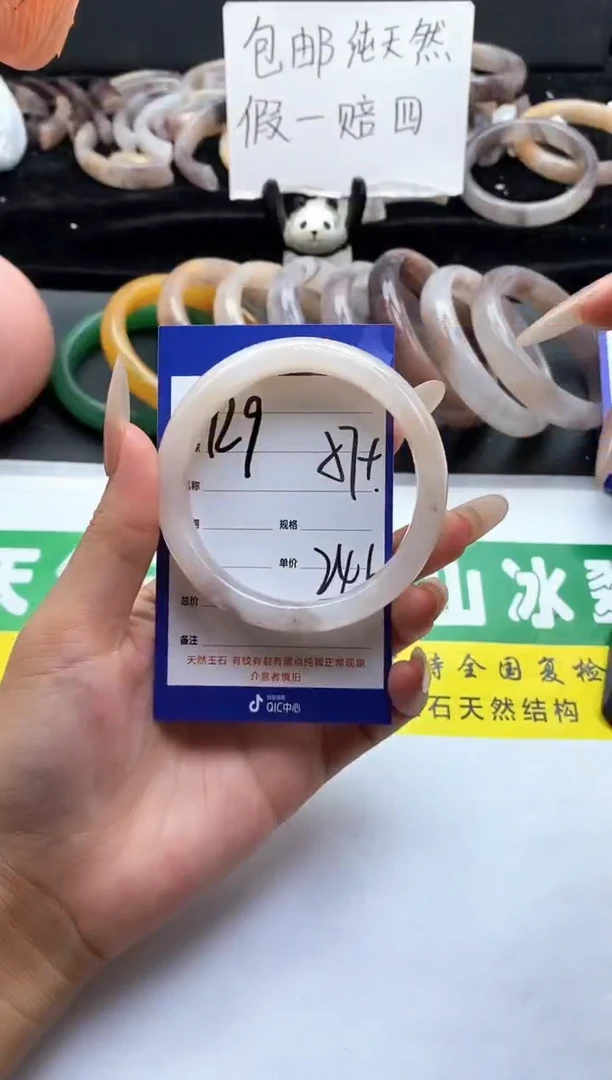 包邮纯天然
假一赔四
129
87+
称
规格
单价
总价
备注
天然玉石 有纹有裂有黑点纯属正常现象
介意者慎拍
QIC中心
天
山冰翠
持全国复检
石天然结构